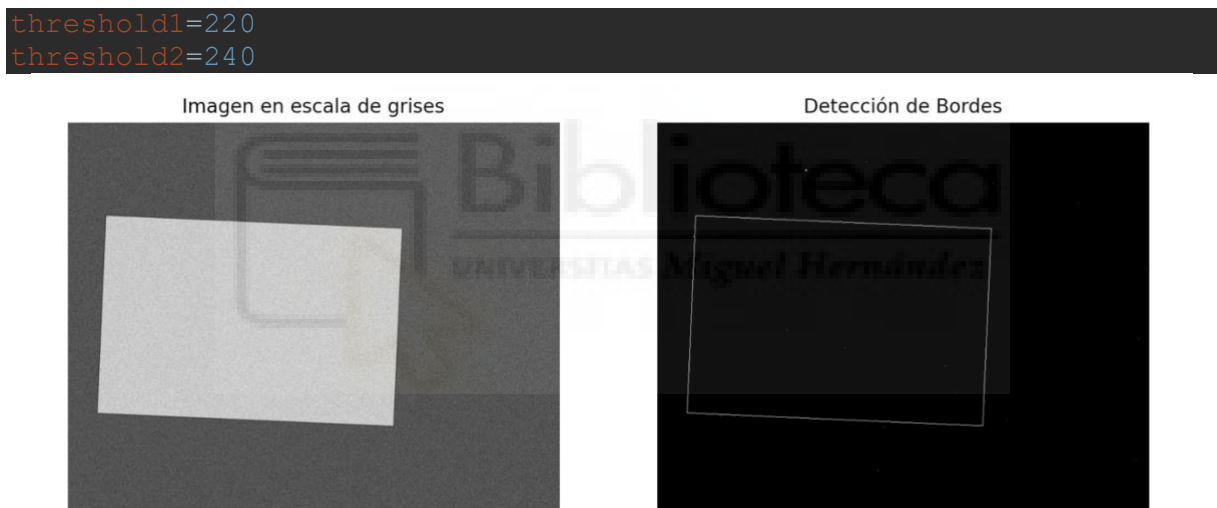 threshold1=220
threshold2=240
Imagen en escala de grises
Detección de Bordes
Biblioteca
UNIVERSITAS Miguel Hernández